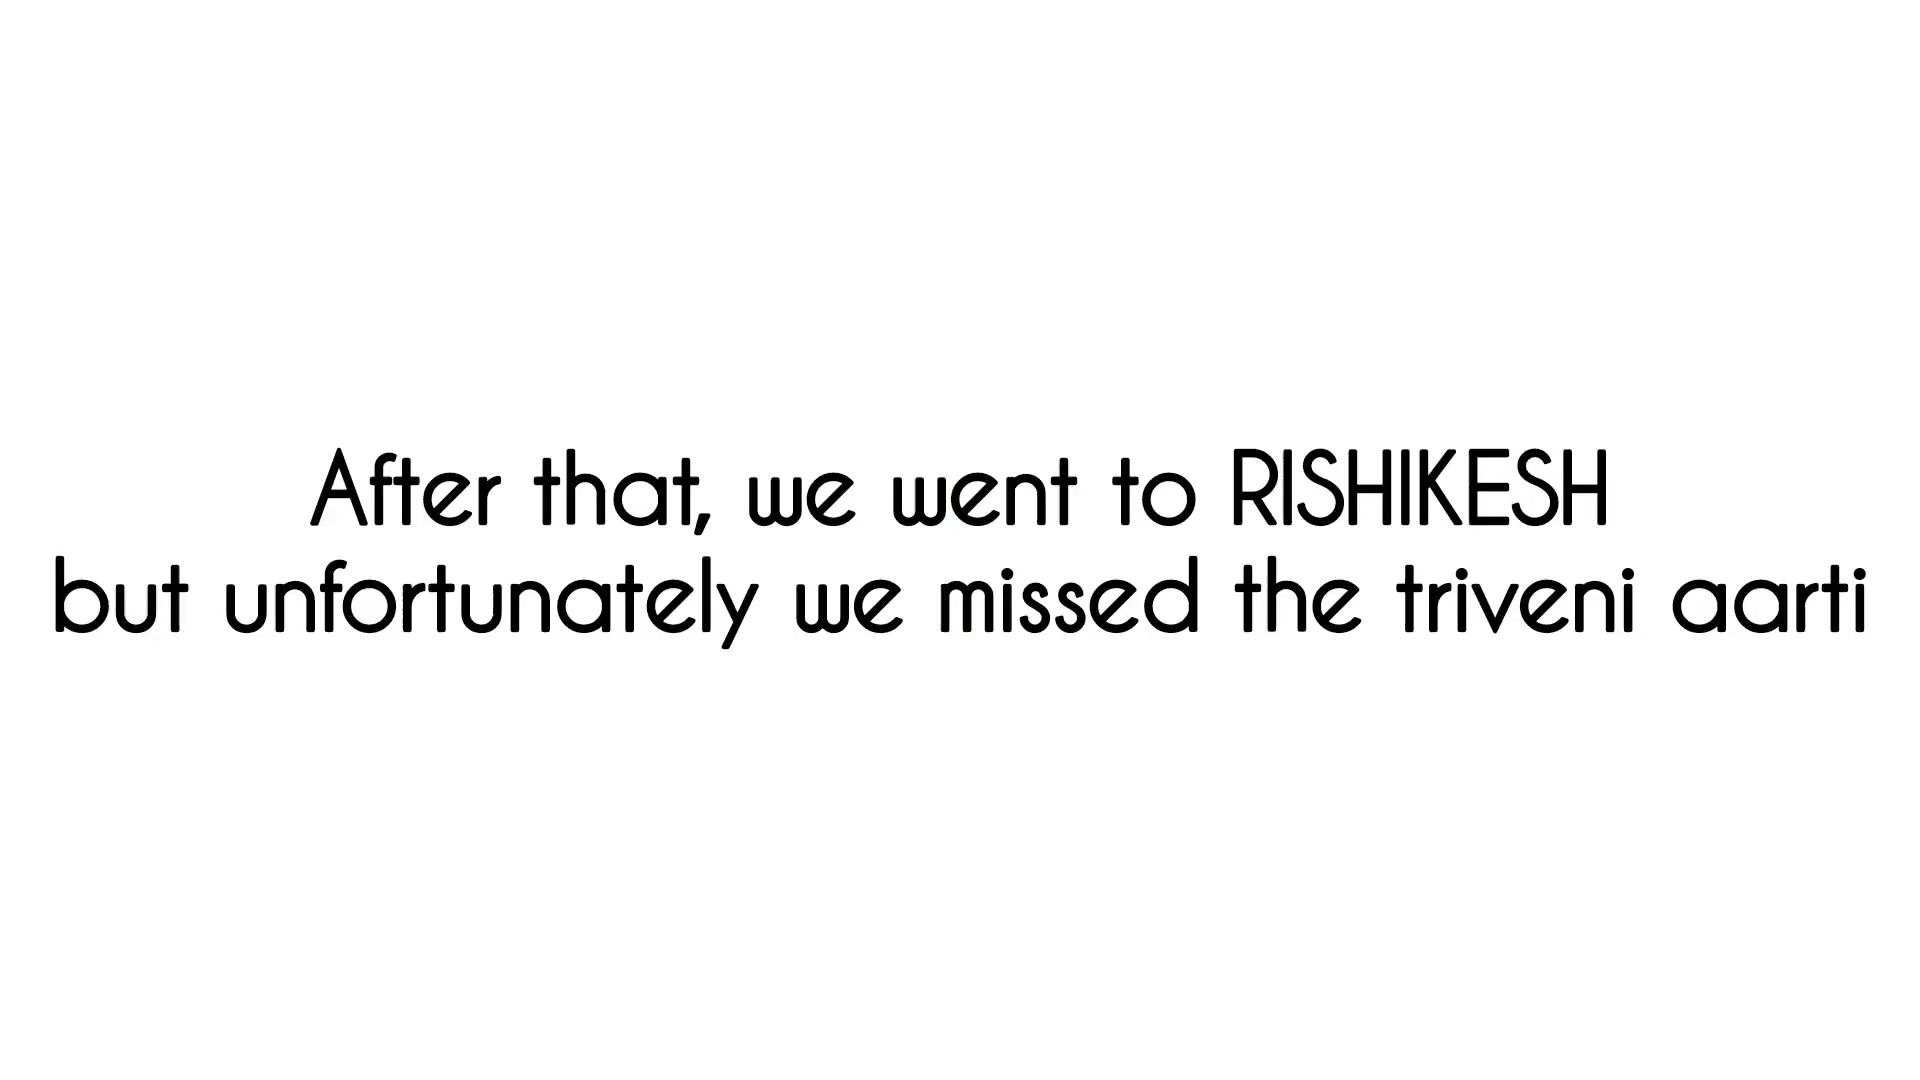 After that, we went to RISHIKESH
but unfortunately we missed the triveni aarti